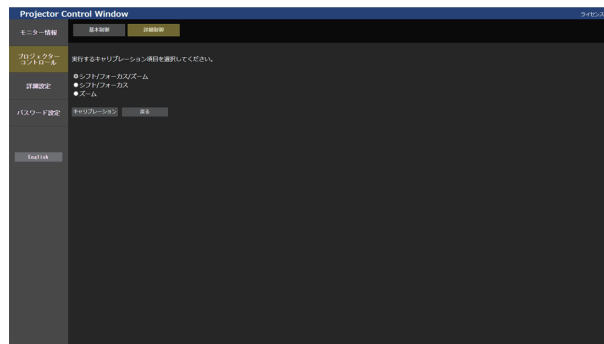 Projector Control Window
ライセンス
モニター情報
基本制御
詳細制御
プロジェクター
コントロール
実行するキャリブレーション項目を選択してください。
シフト/フォーカス/ズーム
シフト/フォーカス
ズーム
詳細設定
パスワード設定
キャリブレーション
戻る
English